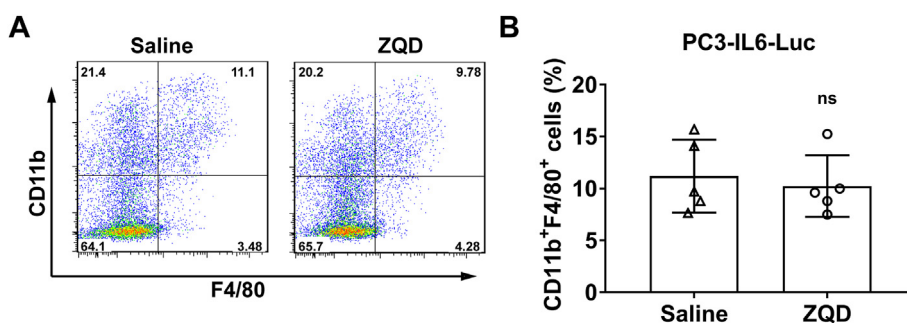 A
Saline
ZQD
21.4
11.1
20.2
9.78
CD11b
64.1
3.48
65.7
4.28
F4/80
B
PC3-IL6-Luc
CD11b⁺F4/80⁺ cells (%)
20
15
10
5
0
ns
Saline
ZQD